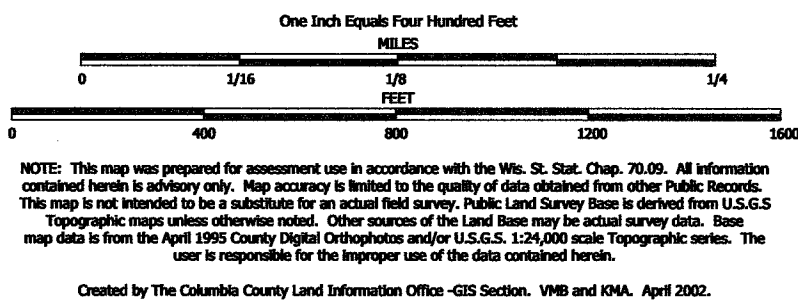 One Inch Equals Four Hundred Feet
MILES
0 1/16 1/8 1/4
FEET
0 400 800 1200 1600
NOTE: This map was prepared for assessment use in accordance with the Wis. St. Stat. Chap. 70.09. All information
contained herein is advisory only. Map accuracy is limited to the quality of data obtained from other Public Records.
This map is not intended to be a substitute for an actual field survey. Public Land Survey Base is derived from U.S.G.S
Topographic maps unless otherwise noted. Other sources of the Land Base may be actual survey data. Base
map data is from the April 1995 County Digital Orthophotos and/or U.S.G.S. 1:24,000 scale Topographic series. The
user is responsible for the improper use of the data contained herein.
Created by The Columbia County Land Information Office -GIS Section. VMB and KMA. April 2002.